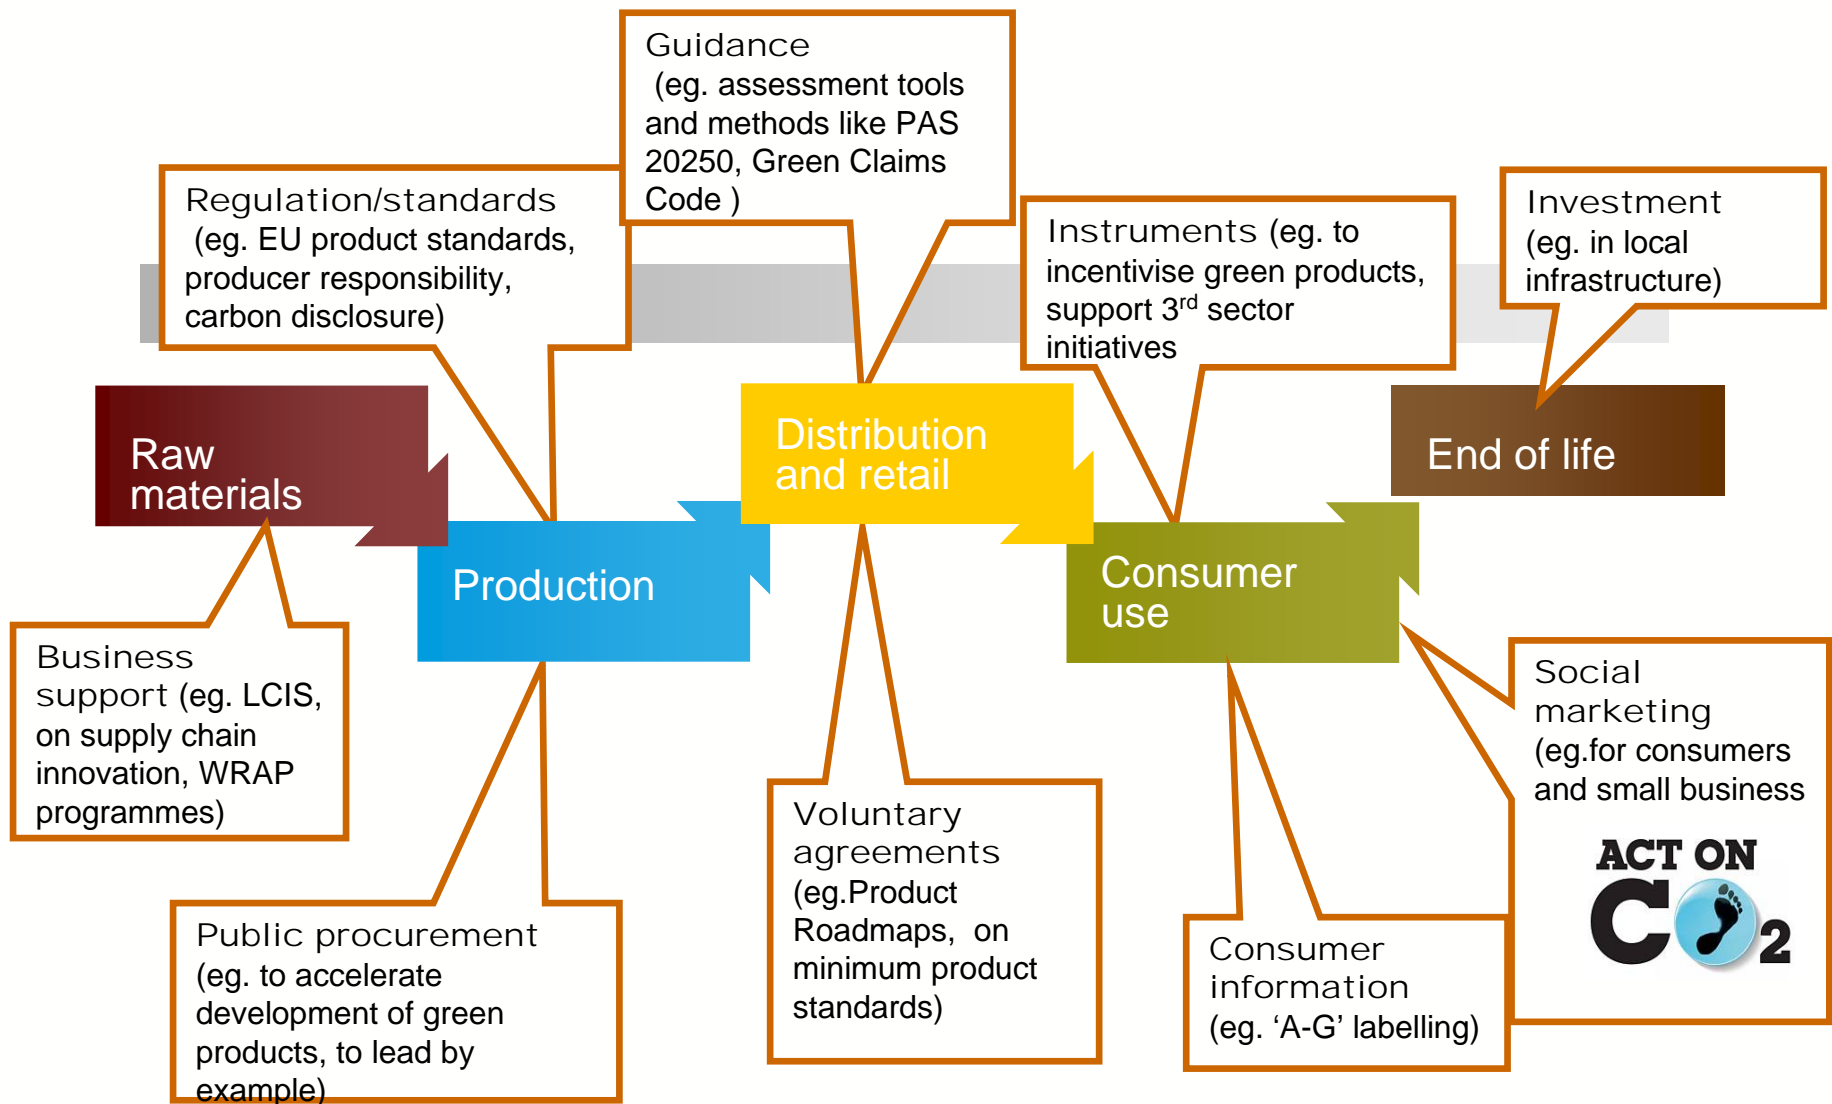 Guidance
(eg. assessment tools
and methods like PAS
20250, Green Claims
Code )
Regulation/standards
(eg. EU product standards,
producer responsibility,
carbon disclosure)
Instruments (eg. to
incentivise green products,
support 3rd sector
initiatives
Investment
(eg. in local
infrastructure)
Raw
materials
Production
Distribution
and retail
Consumer
use
End of life
Business
support (eg. LCIS,
on supply chain
innovation, WRAP
programmes)
Public procurement
(eg. to accelerate
development of green
products, to lead by
example)
Voluntary
agreements
(eg.Product
Roadmaps,  on
minimum product
standards)
Consumer
information
(eg. ‘A-G’ labelling)
Social
marketing
(eg.for consumers
and small business
ACT ON
CO2